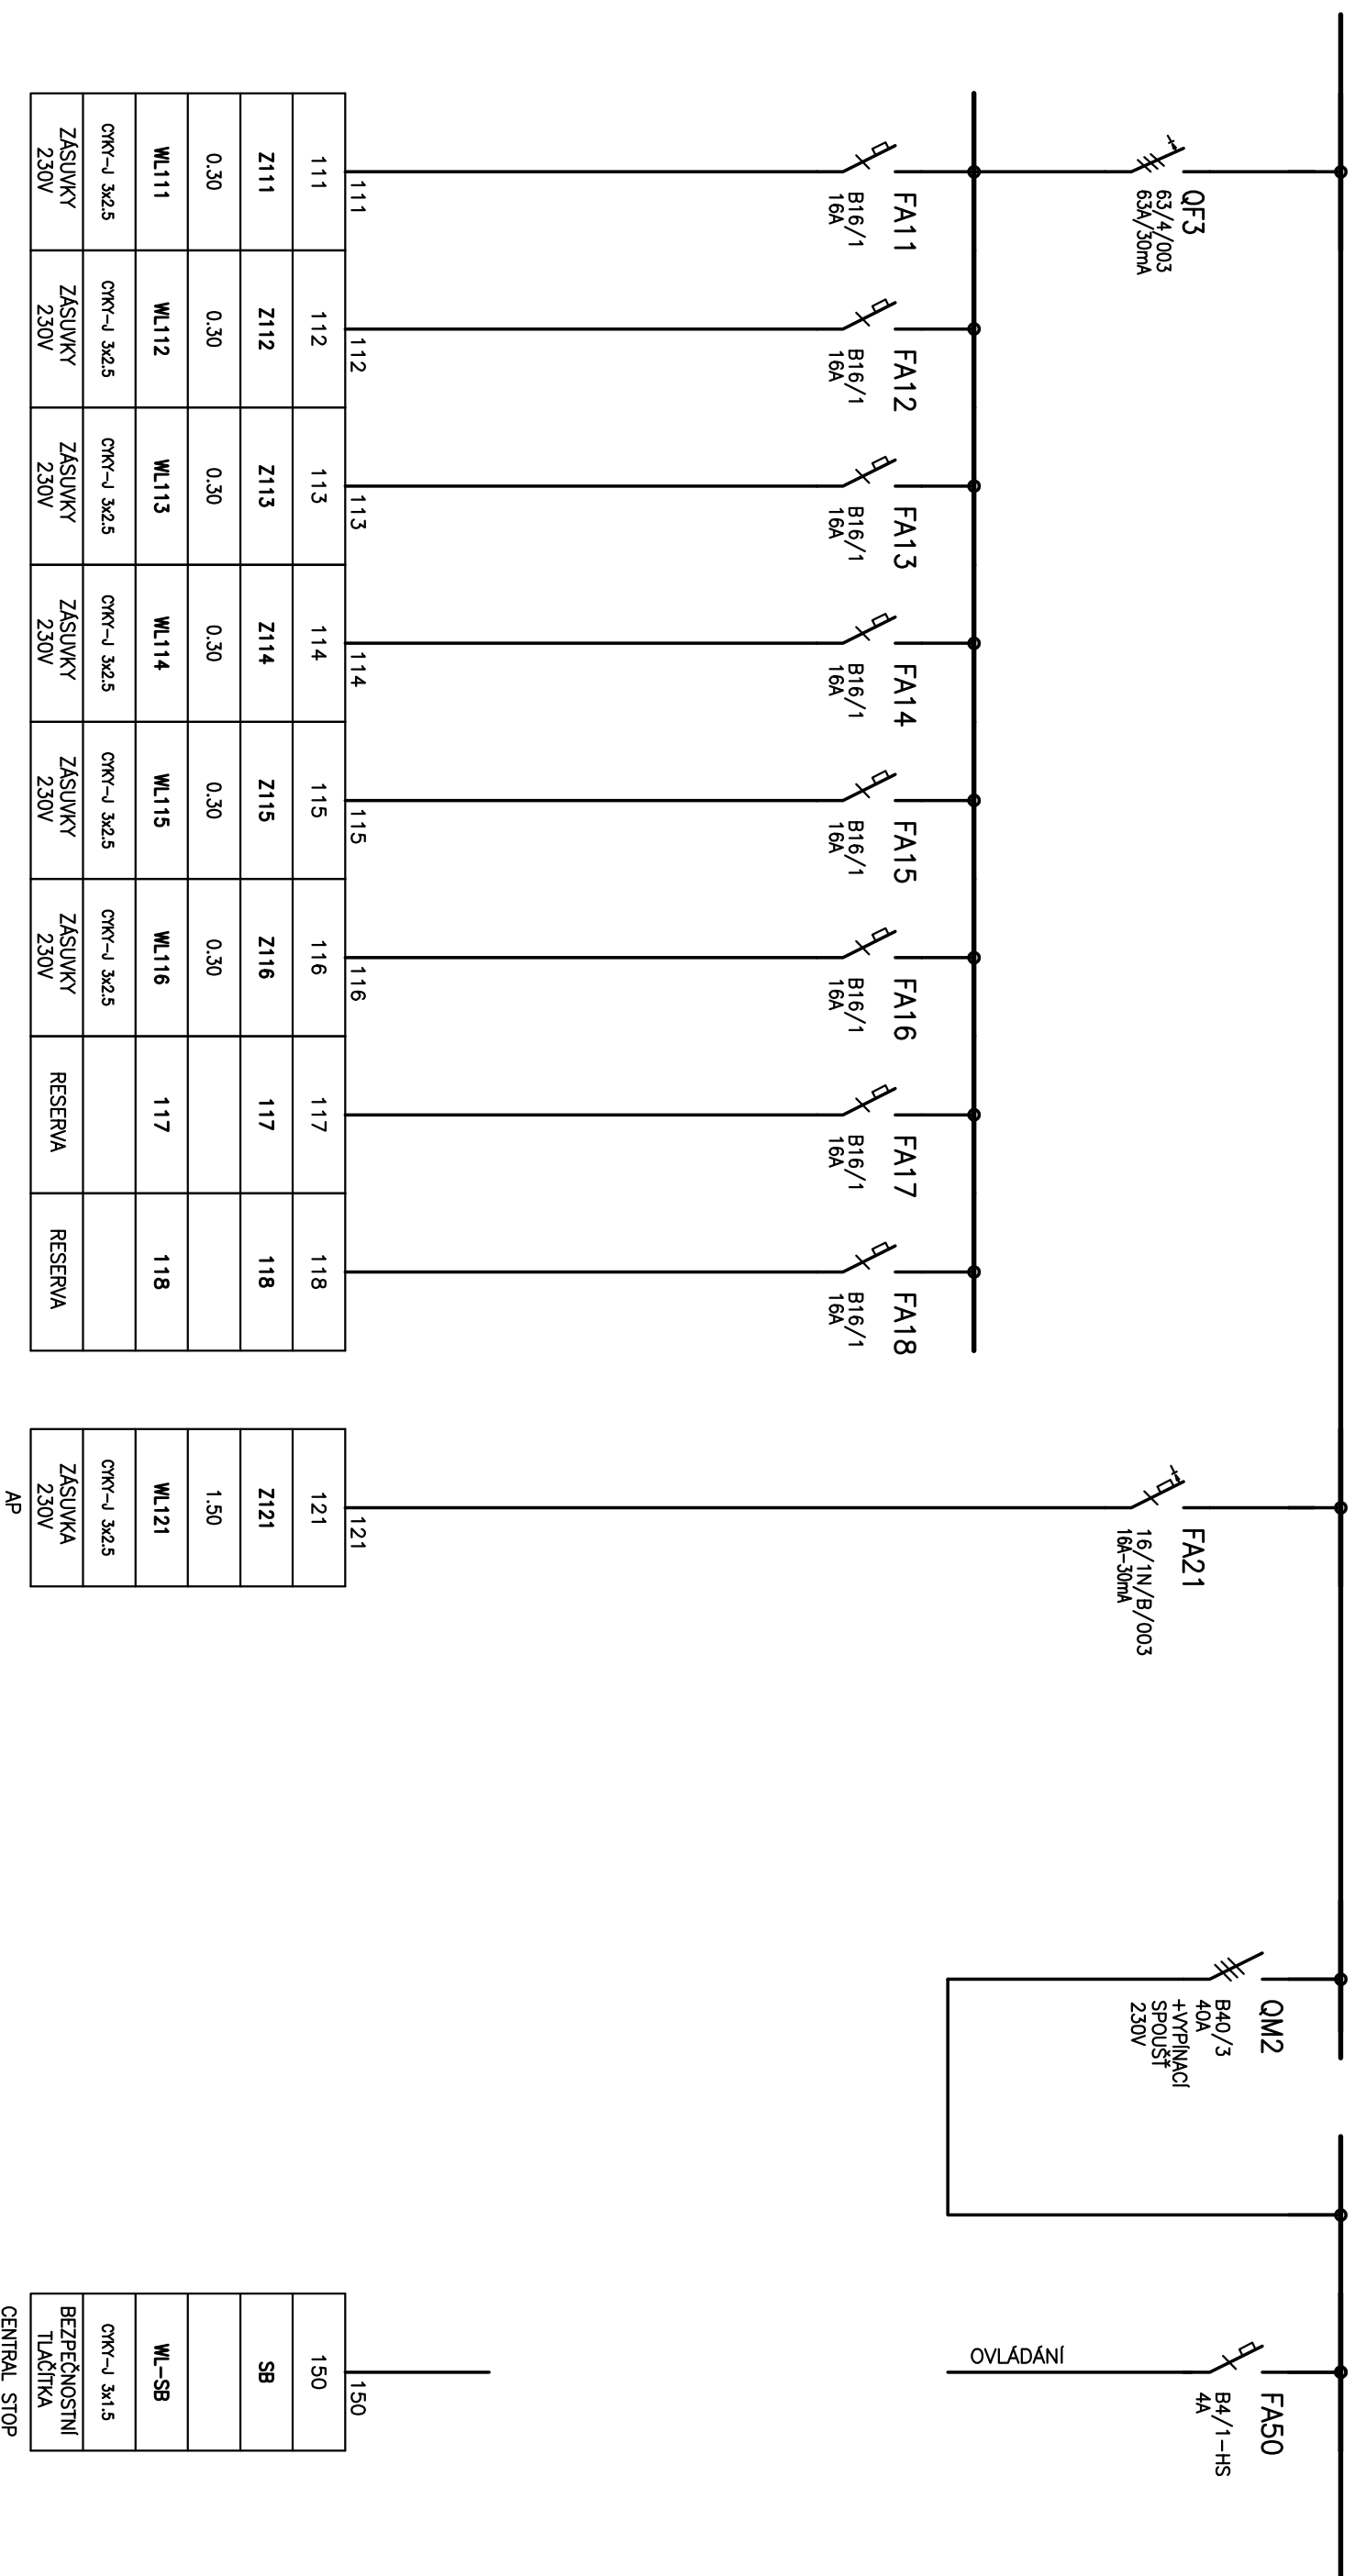 QF3
63/4/003
63A/30mA
FA11
B16/1
16A
FA12
B16/1
16A
FA13
B16/1
16A
FA14
B16/1
16A
FA15
B16/1
16A
FA16
B16/1
16A
FA17
B16/1
16A
FA18
B16/1
16A
FA21
16/1N/B/003
16A-30mA
QM2
B40/3
40A
+VYPÍNACÍ
SPOUŠŤ
230V
FA50
B4/1-HS
4A
OVLÁDÁNÍ
111
112
113
114
115
116
121
150
111
112
113
114
115
116
117
118
121
150
Z111
Z112
Z113
Z114
Z115
Z116
117
118
Z121
SB
0.30
0.30
0.30
0.30
0.30
0.30
1.50
WL111
WL112
WL113
WL114
WL115
WL116
117
118
WL121
WL-SB
CYKY-J 3x2.5
CYKY-J 3x2.5
CYKY-J 3x2.5
CYKY-J 3x2.5
CYKY-J 3x2.5
CYKY-J 3x2.5
CYKY-J 3x2.5
CYKY-J 3x1.5
ZÁSUVKY
230V
ZÁSUVKY
230V
ZÁSUVKY
230V
ZÁSUVKY
230V
ZÁSUVKY
230V
ZÁSUVKY
230V
RESERVA
RESERVA
ZÁSUVKA
230V
BEZPEČNOSTNÍ
TLAČÍTKA
AP
CENTRAL STOP